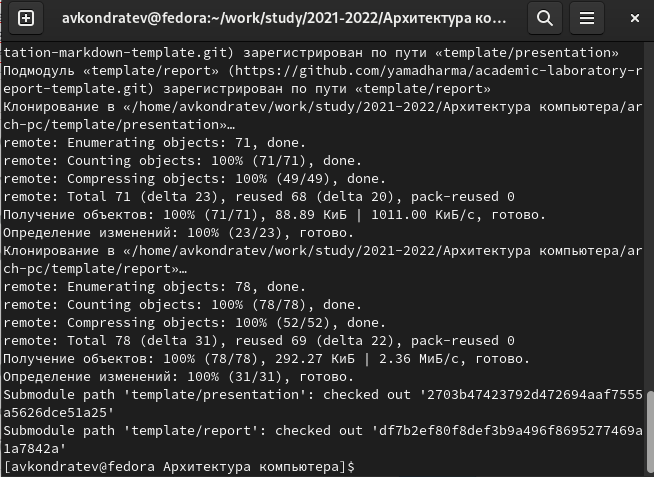 avkondratev@fedora:~/work/study/2021-2022/Архитектура ко...
tation-markdown-template.git) зарегистрирован по пути «template/presentation»
Подмодуль «template/report» (https://github.com/yamadharma/academic-laboratory-r
eport-template.git) зарегистрирован по пути «template/report»
Клонирование в «/home/avkondratev/work/study/2021-2022/Архитектура компьютера/ar
ch-pc/template/presentation»…
remote: Enumerating objects: 71, done.
remote: Counting objects: 100% (71/71), done.
remote: Compressing objects: 100% (49/49), done.
remote: Total 71 (delta 23), reused 68 (delta 20), pack-reused 0
Получение объектов: 100% (71/71), 88.89 КиБ | 1011.00 КиБ/с, готово.
Определение изменений: 100% (23/23), готово.
Клонирование в «/home/avkondratev/work/study/2021-2022/Архитектура компьютера/ar
ch-pc/template/report»…
remote: Enumerating objects: 78, done.
remote: Counting objects: 100% (78/78), done.
remote: Compressing objects: 100% (52/52), done.
remote: Total 78 (delta 31), reused 69 (delta 22), pack-reused 0
Получение объектов: 100% (78/78), 292.27 КиБ | 2.36 МиБ/с, готово.
Определение изменений: 100% (31/31), готово.
Submodule path 'template/presentation': checked out '2703b47423792d472694aaf7555
a5626dce51a25'
Submodule path 'template/report': checked out 'df7b2ef80f8def3b9a496f8695277469a
1a7842a'
[avkondratev@fedora Архитектура компьютера]$